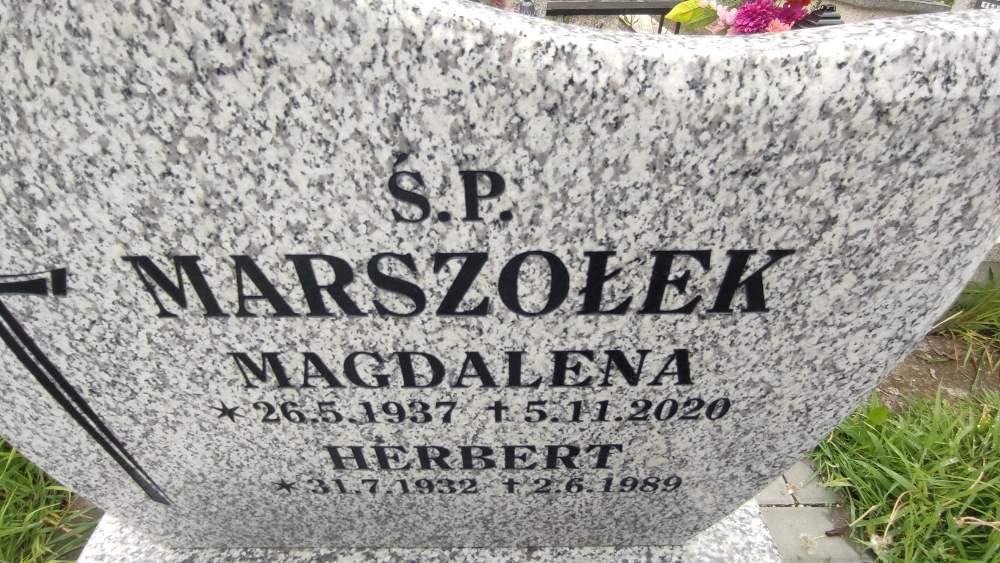 Ś.P.
MARSZOŁEK
MAGDALENA
* 26.5.1937 † 5.11.2020
HERBERT
* 31.7.1932 † 2.6.1989